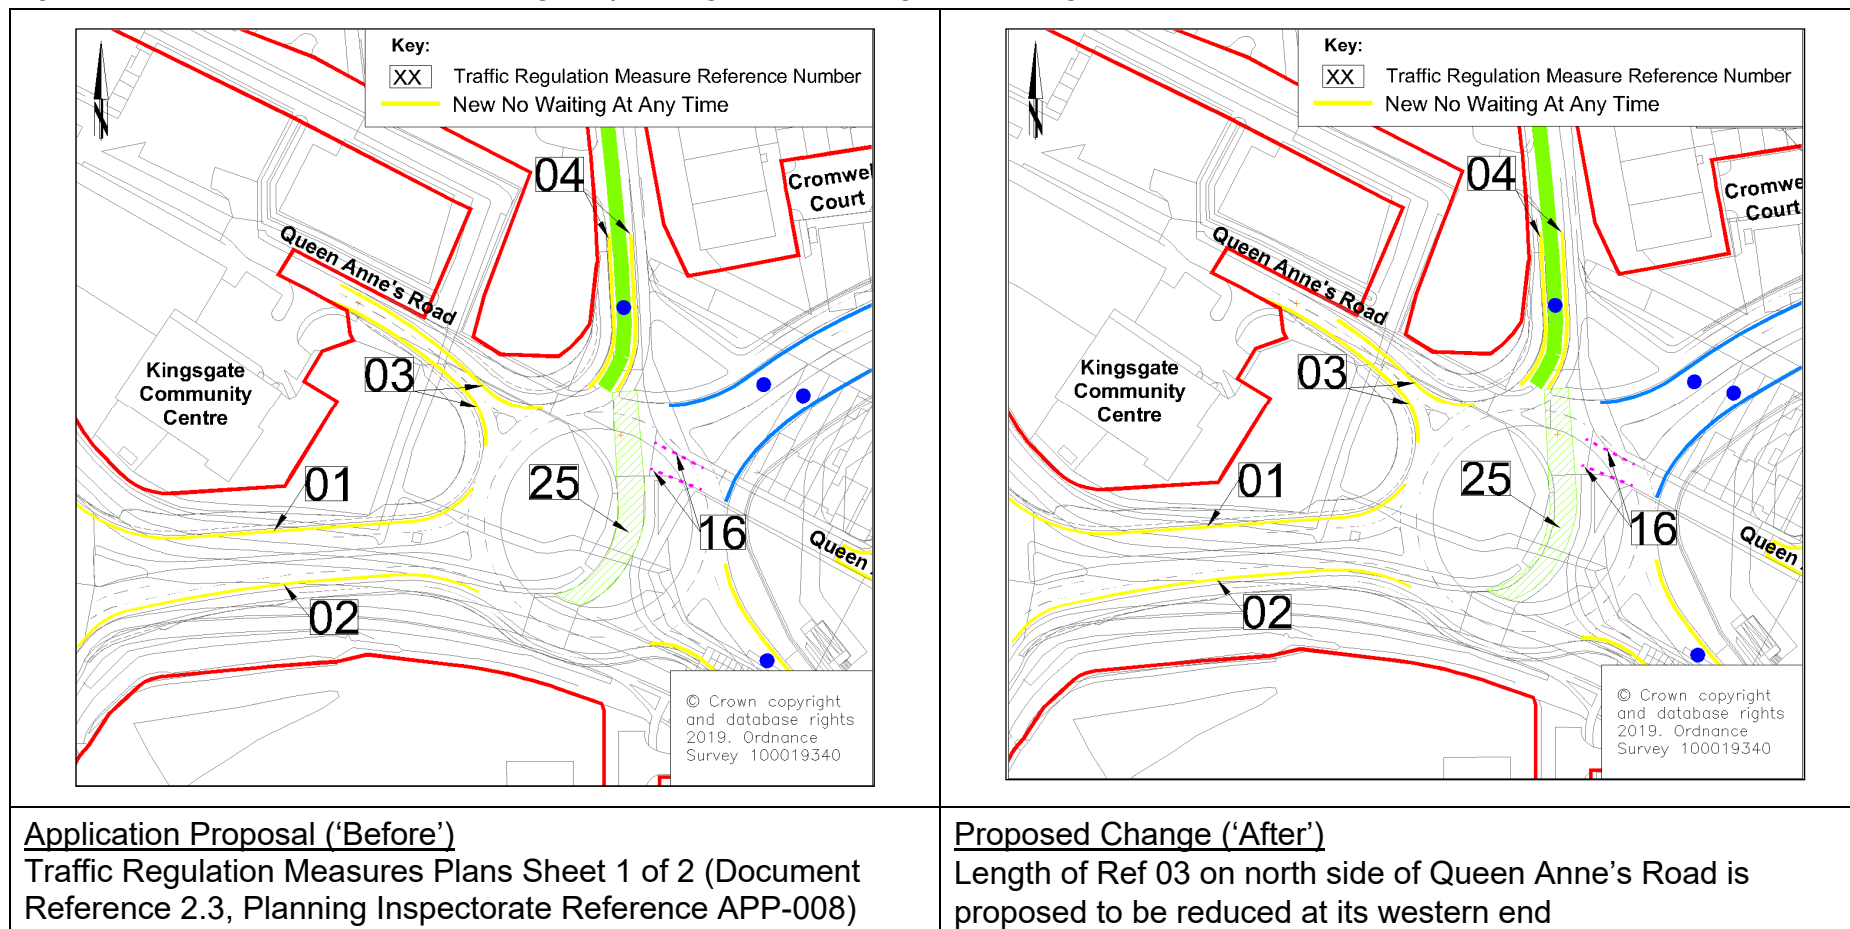 Key:
XX Traffic Regulation Measure Reference Number
New No Waiting At Any Time
04
Cromwel
Court
Queen Anne's Road
03
Kingsgate
Community
Centre
01
25
16
Queen
02
© Crown copyright
and database rights
2019. Ordnance
Survey 100019340
Application Proposal (‘Before’)
Traffic Regulation Measures Plans Sheet 1 of 2 (Document
Reference 2.3, Planning Inspectorate Reference APP-008)
Key:
XX Traffic Regulation Measure Reference Number
New No Waiting At Any Time
04
Cromwe
Court
Queen Anne's Road
03
Kingsgate
Community
Centre
01
25
16
Queen
02
© Crown copyright
and database rights
2019. Ordnance
Survey 100019340
Proposed Change (‘After’)
Length of Ref 03 on north side of Queen Anne’s Road is
proposed to be reduced at its western end